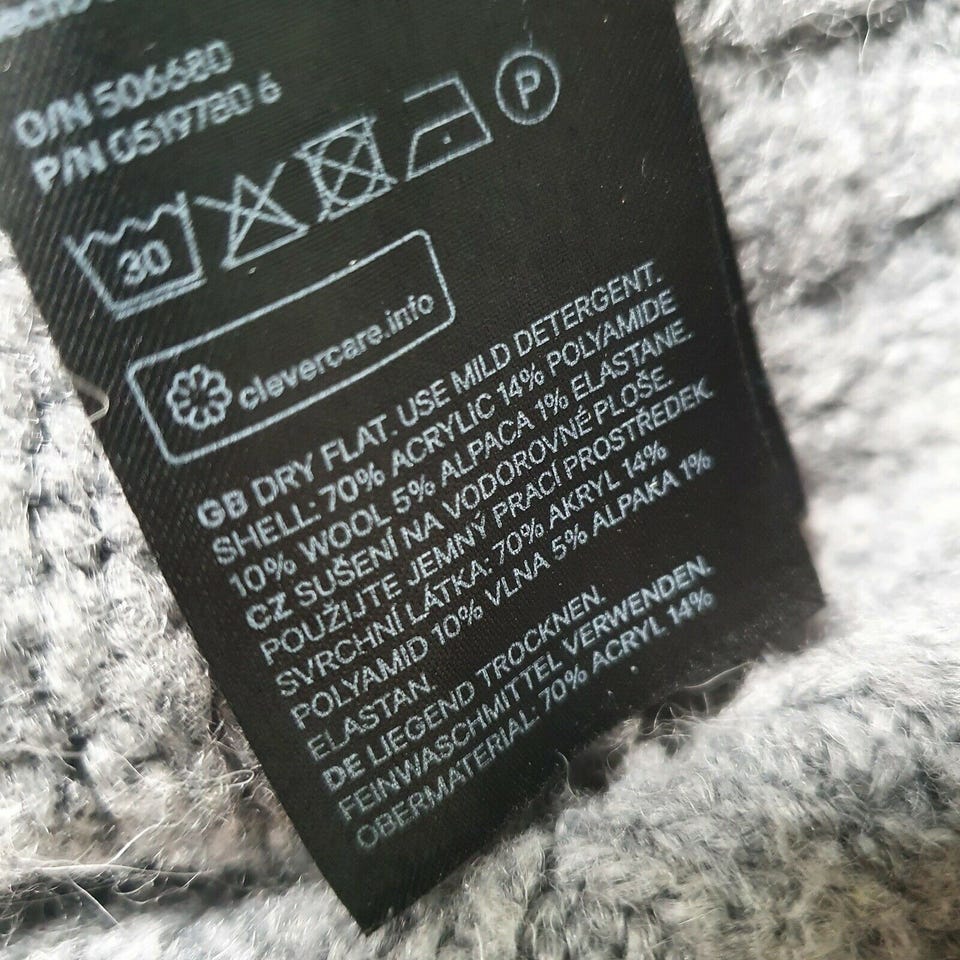 O/N 506680
P/N 0519780 6
30
P
clevercare.info
GB DRY FLAT. USE MILD DETERGENT.
SHELL: 70% ACRYLIC 14% POLYAMIDE
10% WOOL 5% ALPACA 1% ELASTANE.
CZ SUŠENÍ NA VODOROVNÉ PLOŠE.
POUŽIJTE JEMNÝ PRACÍ PROSTŘEDEK.
SVRCHNÍ LÁTKA: 70% AKRYL 14%
POLYAMID 10% VLNA 5% ALPAKA 1%
ELASTAN.
DE LIEGEND TROCKNEN.
FEINWASCHMITTEL VERWENDEN.
OBERMATERIAL: 70% ACRYL 14%